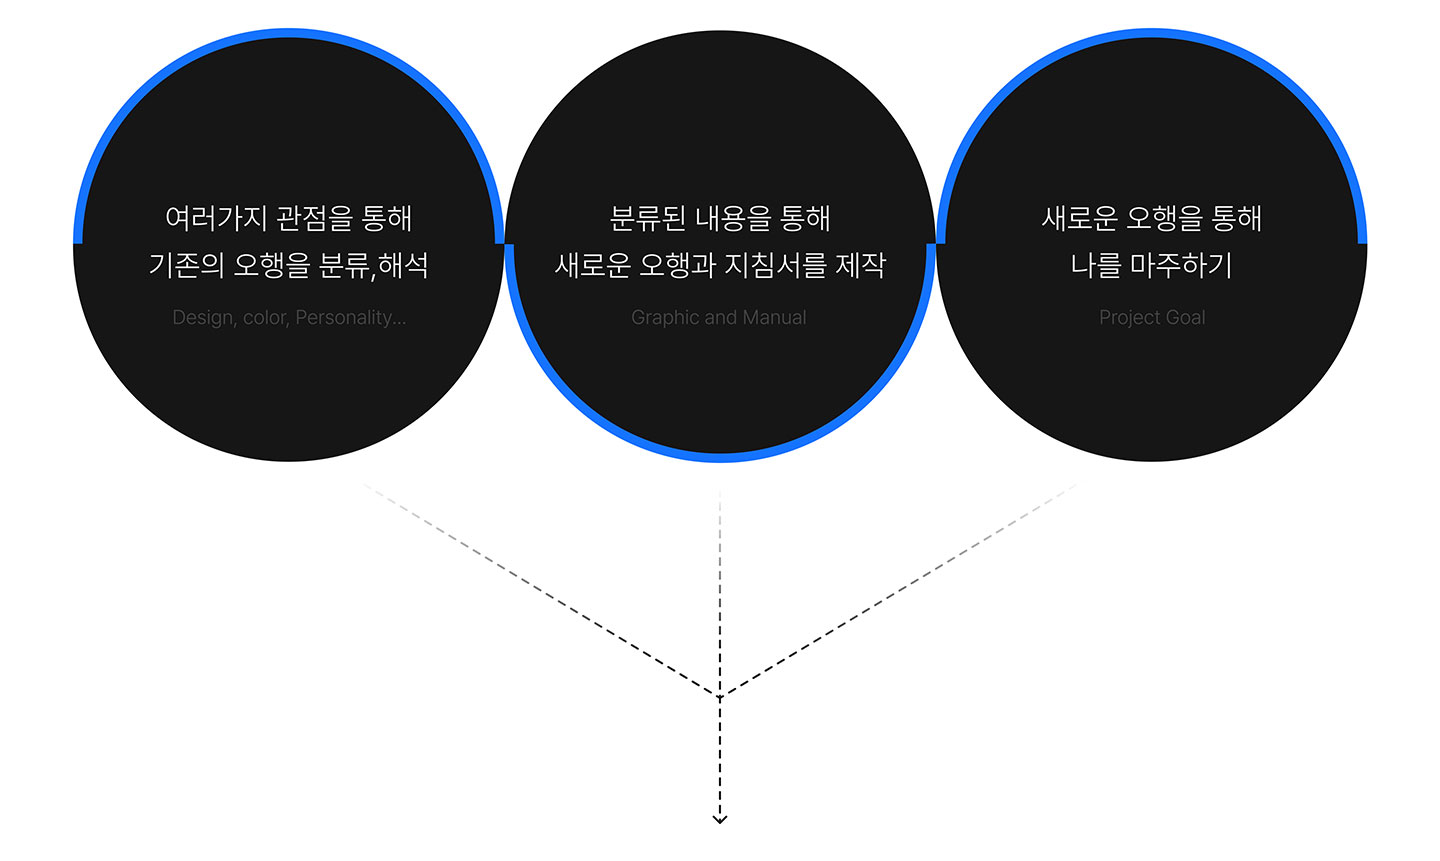 여러가지 관점을 통해
기존의 오행을 분류,해석
Design, color, Personality...
분류된 내용을 통해
새로운 오행과 지침서를 제작
Graphic and Manual
새로운 오행을 통해
나를 마주하기
Project Goal